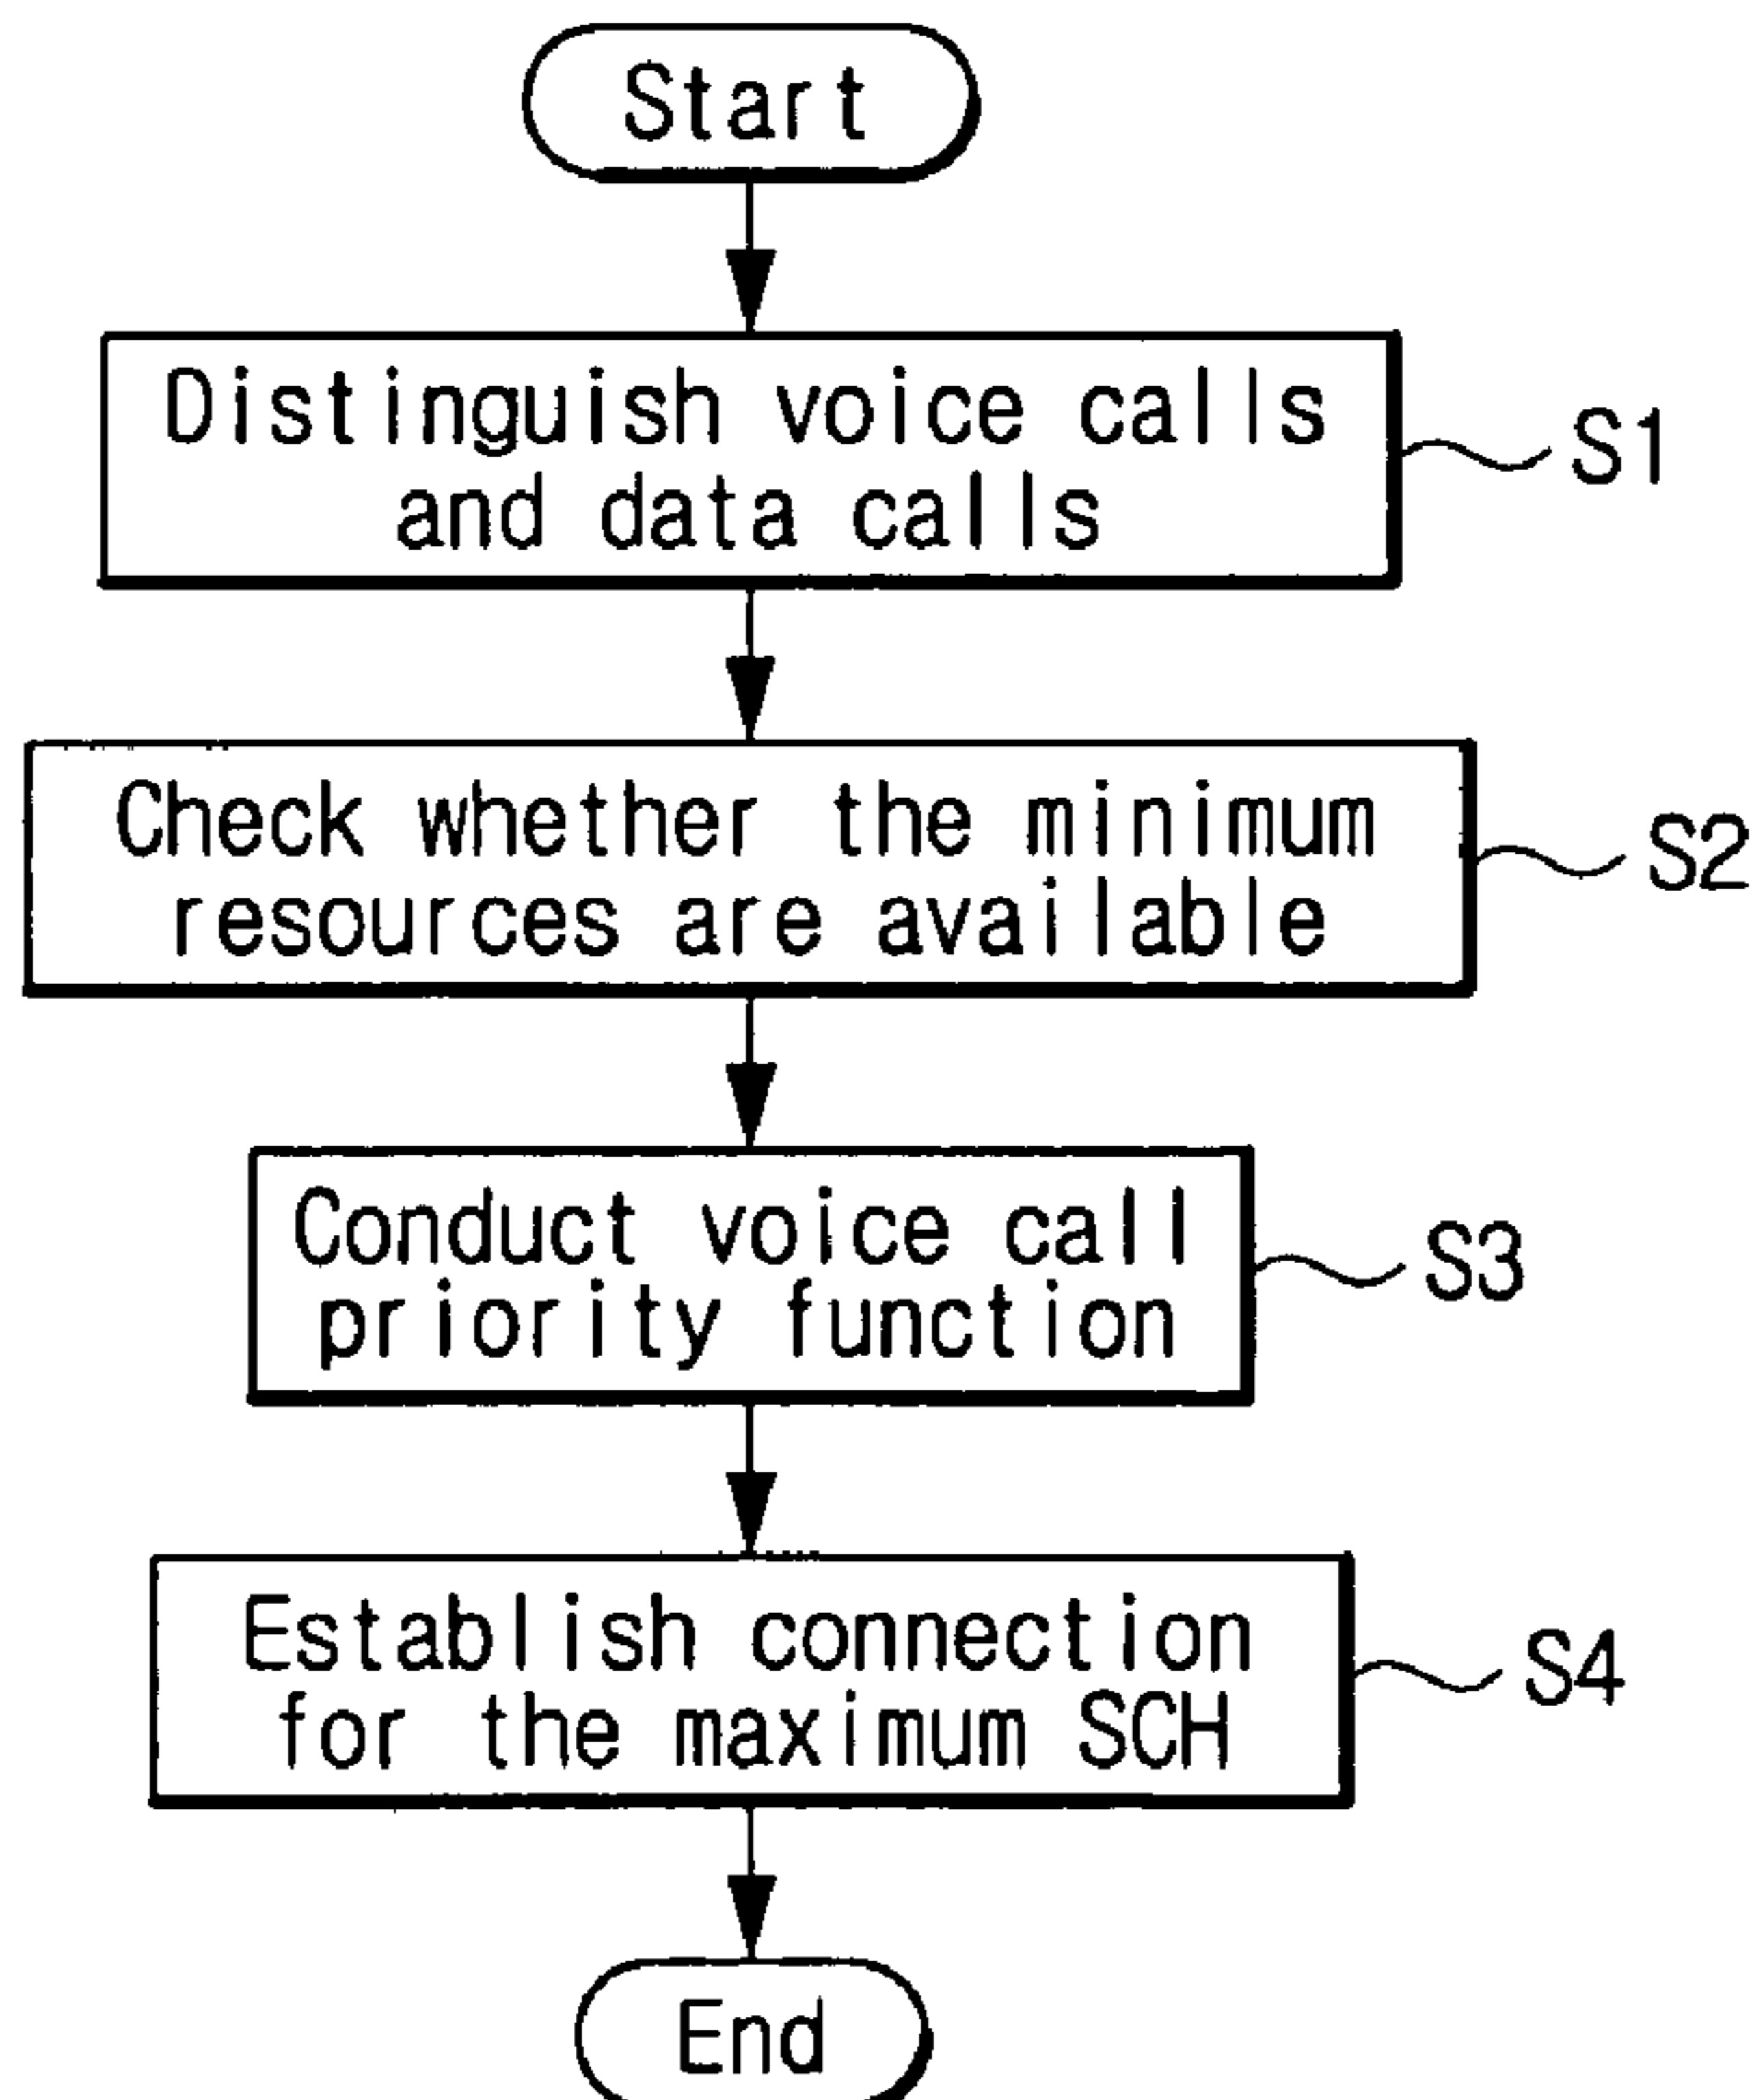 Start
Distinguish voice calls
and data calls
S1
Check whether the minimum
resources are available
S2
Conduct voice call
priority function
S3
Establish connection
for the maximum SCH
S4
End